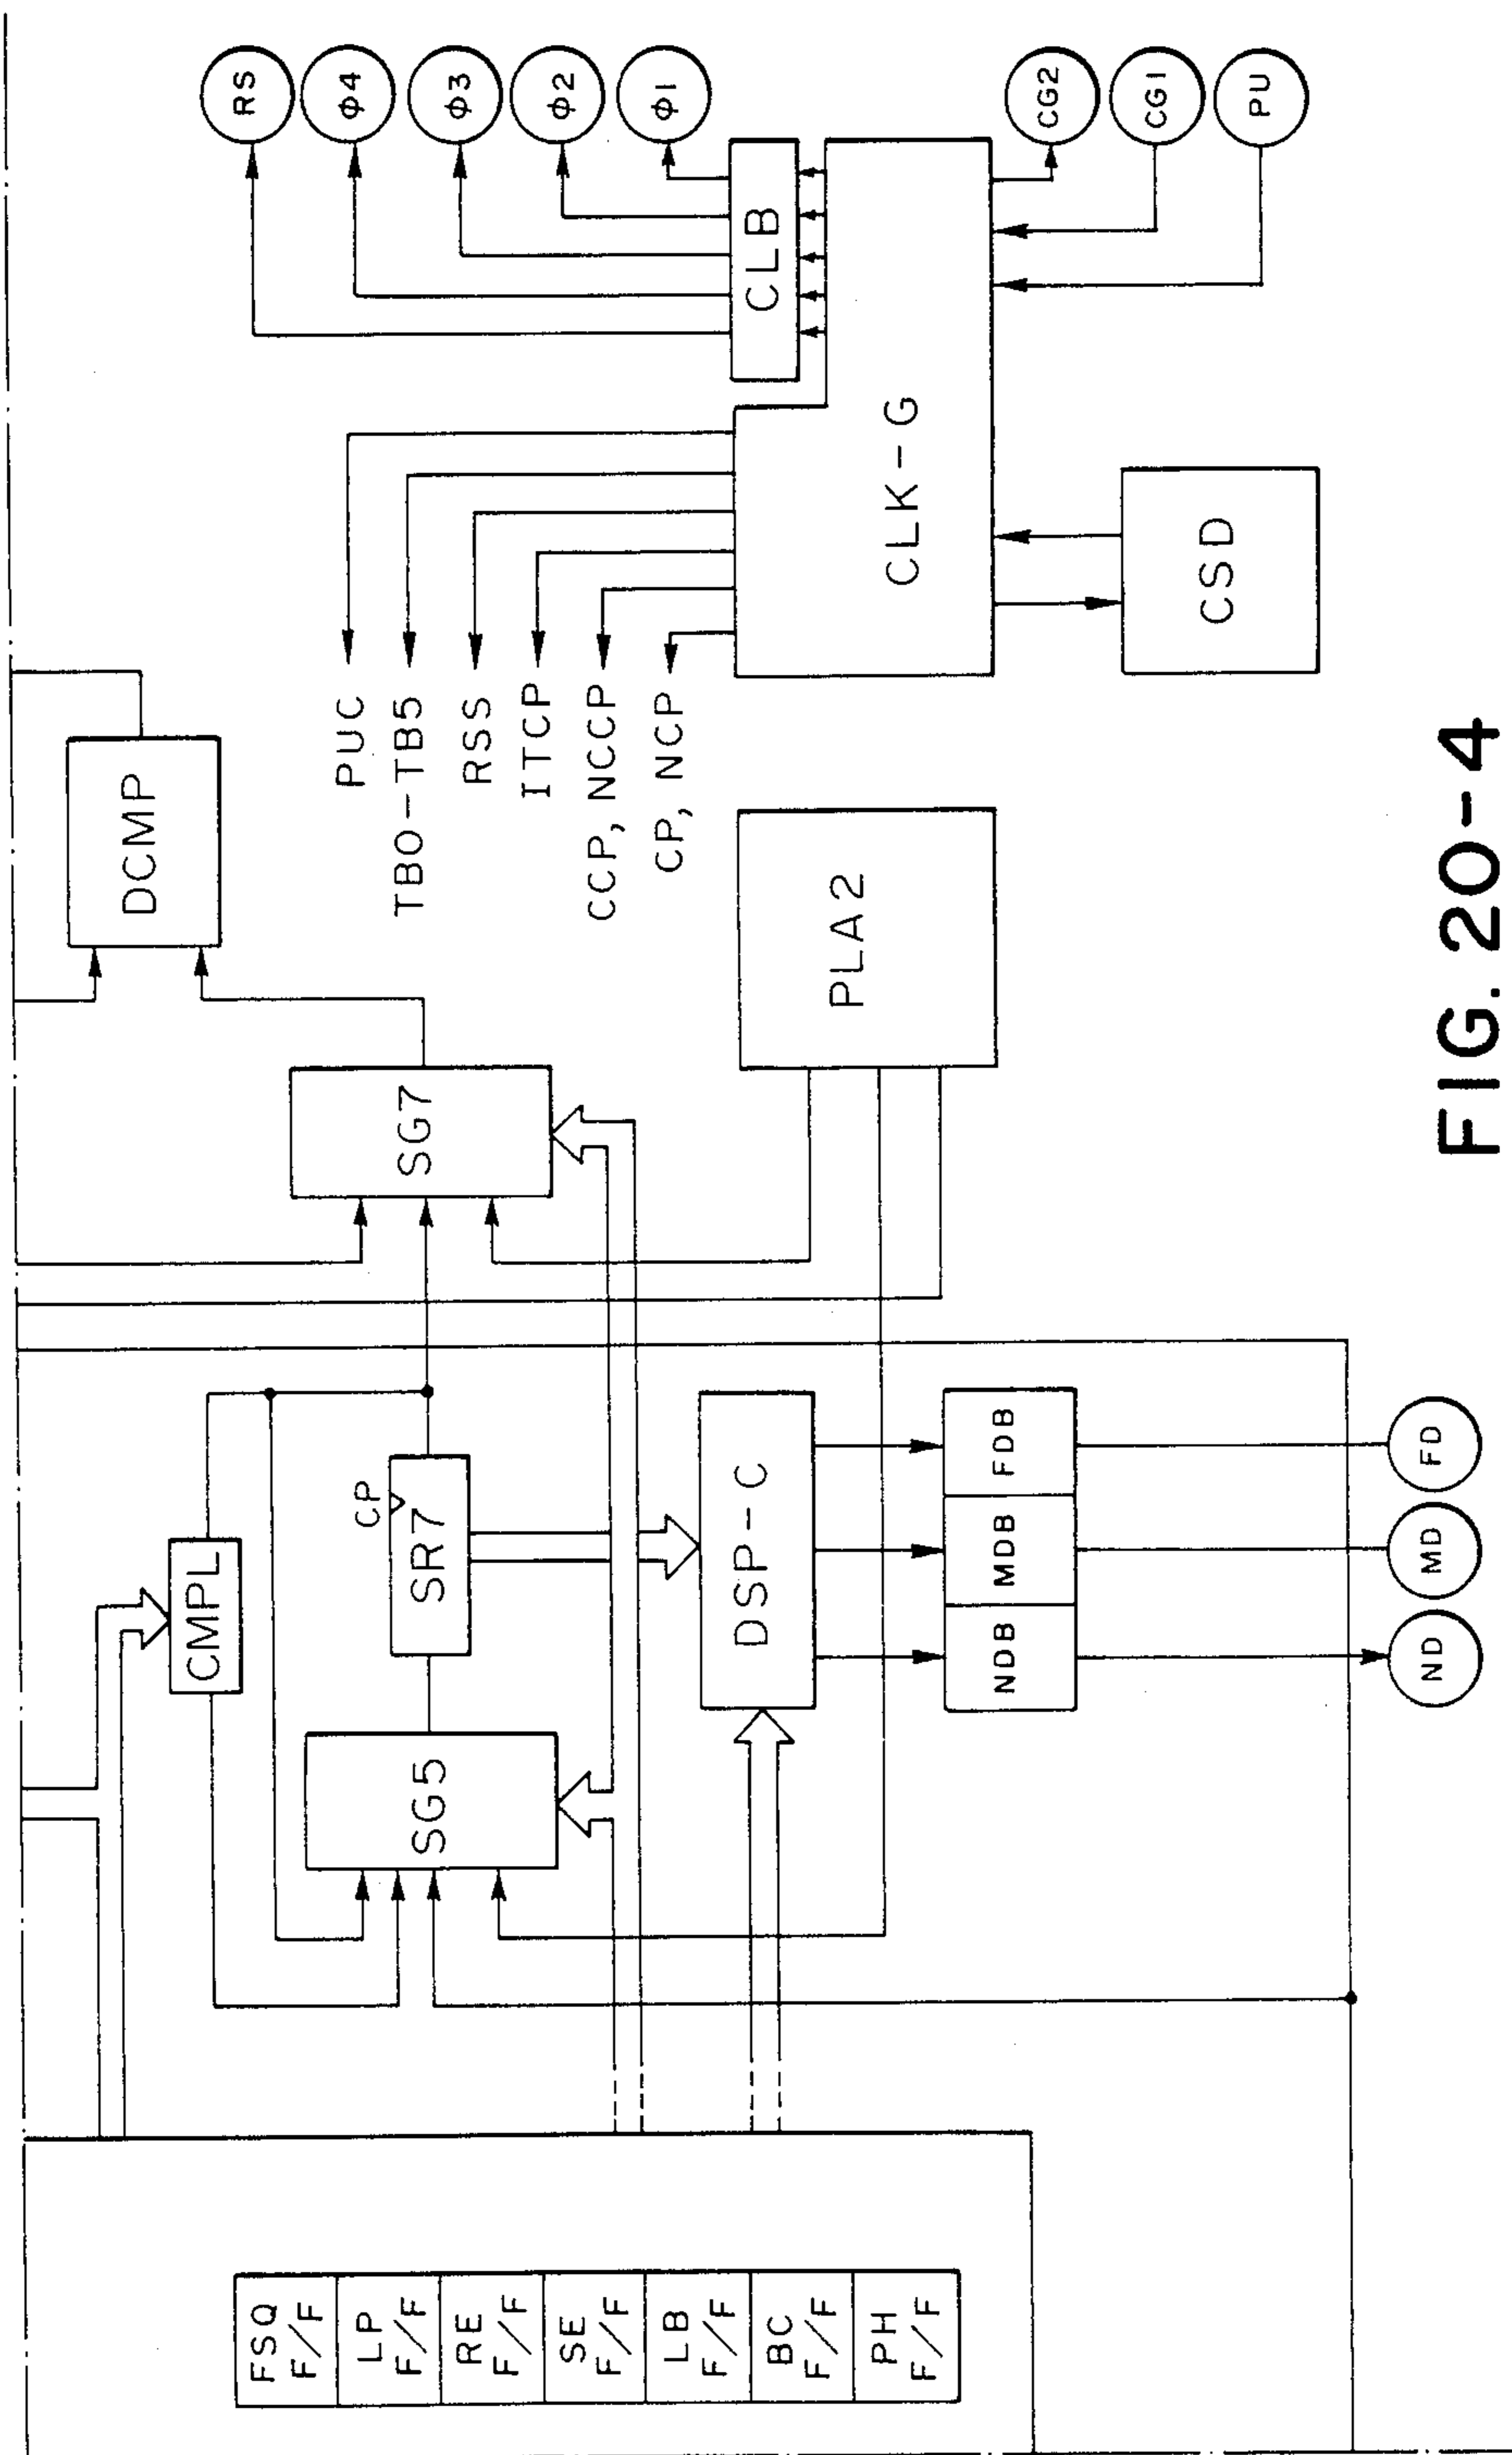 FSQ
F/F
LP
F/F
RE
F/F
SE
F/F
LB
F/F
BC
F/F
PH
F/F
CMPL
SG5
CP
SR7
DSP-C
NDB
MDB
FDB
ND
MD
FD
SG7
DCMP
PLA2
PUC
TBO-TB5
RSS
ITCP
CCP, NCCP
CP, NCP
CLK-G
CSD
CLB
RS
φ4
φ3
φ2
φ1
CG2
CG1
PU
FIG. 20-4